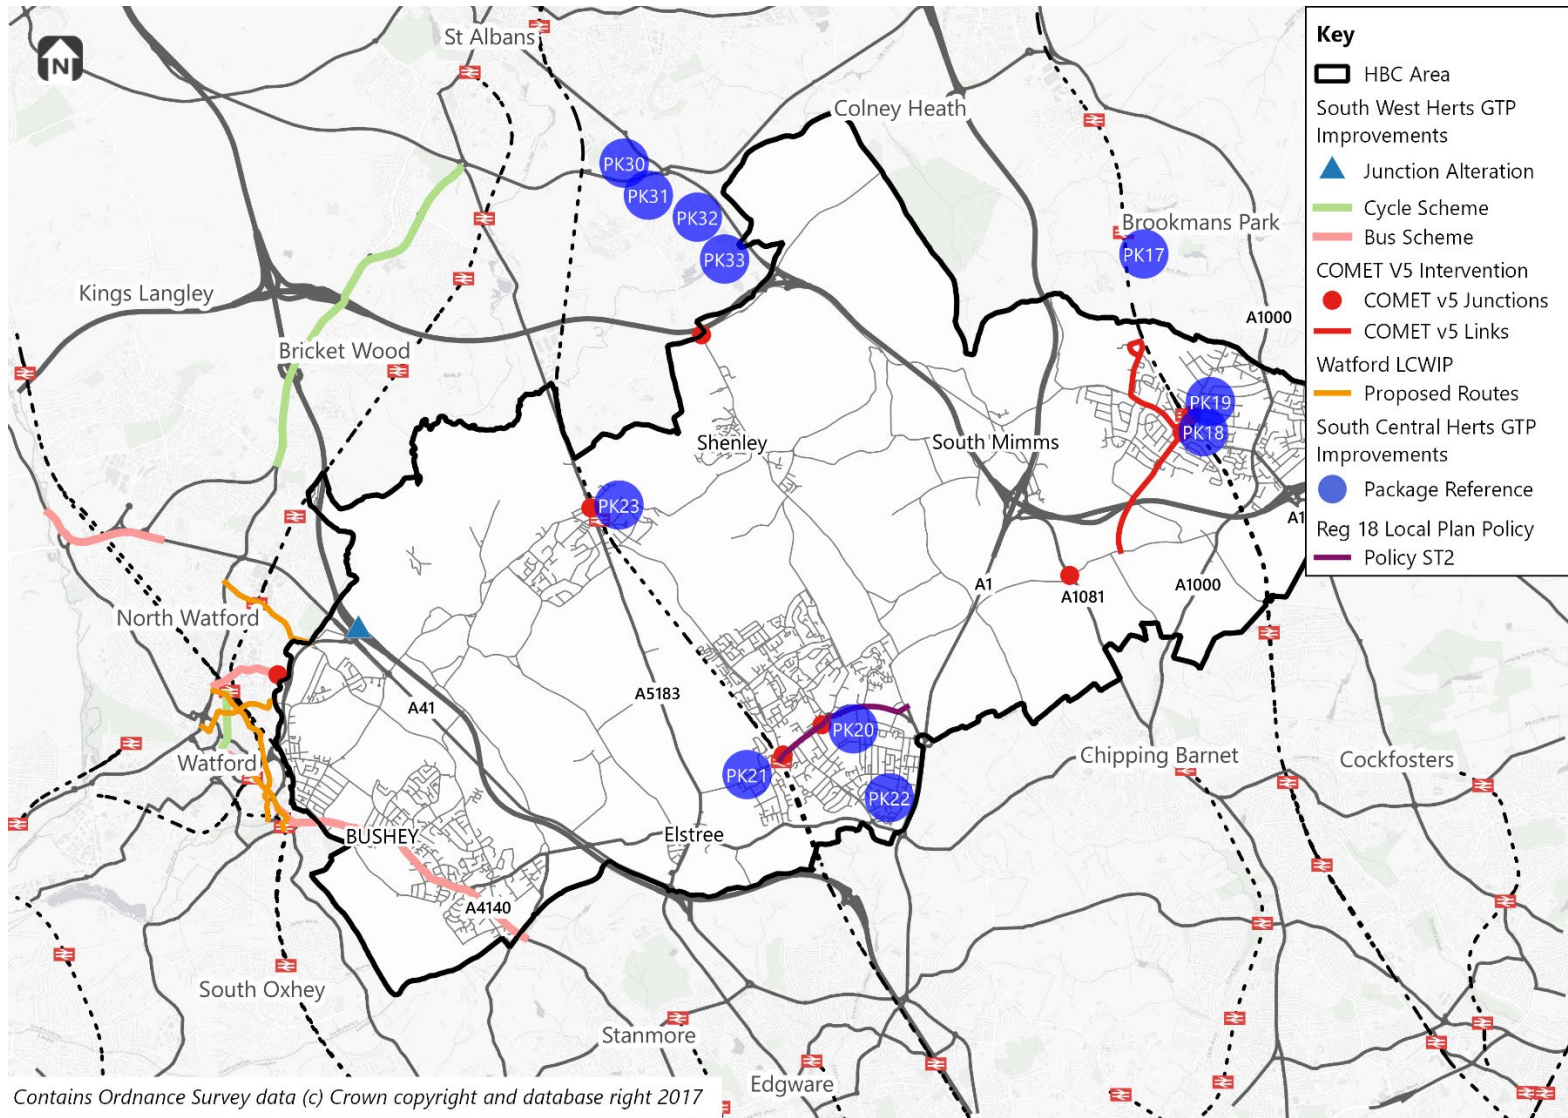 N
St Albans
Colney Heath
PK30
PK31
PK32
PK33
Brookmans Park
PK17
Kings Langley
A1000
Bricket Wood
PK19
PK18
Shenley
South Mimms
PK23
A1
A1
A1081
A1000
North Watford
A5183
A41
PK20
PK21
PK22
Watford
Chipping Barnet
Cockfosters
BUSHEY
Elstree
A4140
South Oxhey
Stanmore
Edgware
Key
HBC Area
South West Herts GTP
Improvements
Junction Alteration
Cycle Scheme
Bus Scheme
COMET V5 Intervention
COMET v5 Junctions
COMET v5 Links
Watford LCWIP
Proposed Routes
South Central Herts GTP
Improvements
Package Reference
Reg 18 Local Plan Policy
Policy ST2
Contains Ordnance Survey data (c) Crown copyright and database right 2017